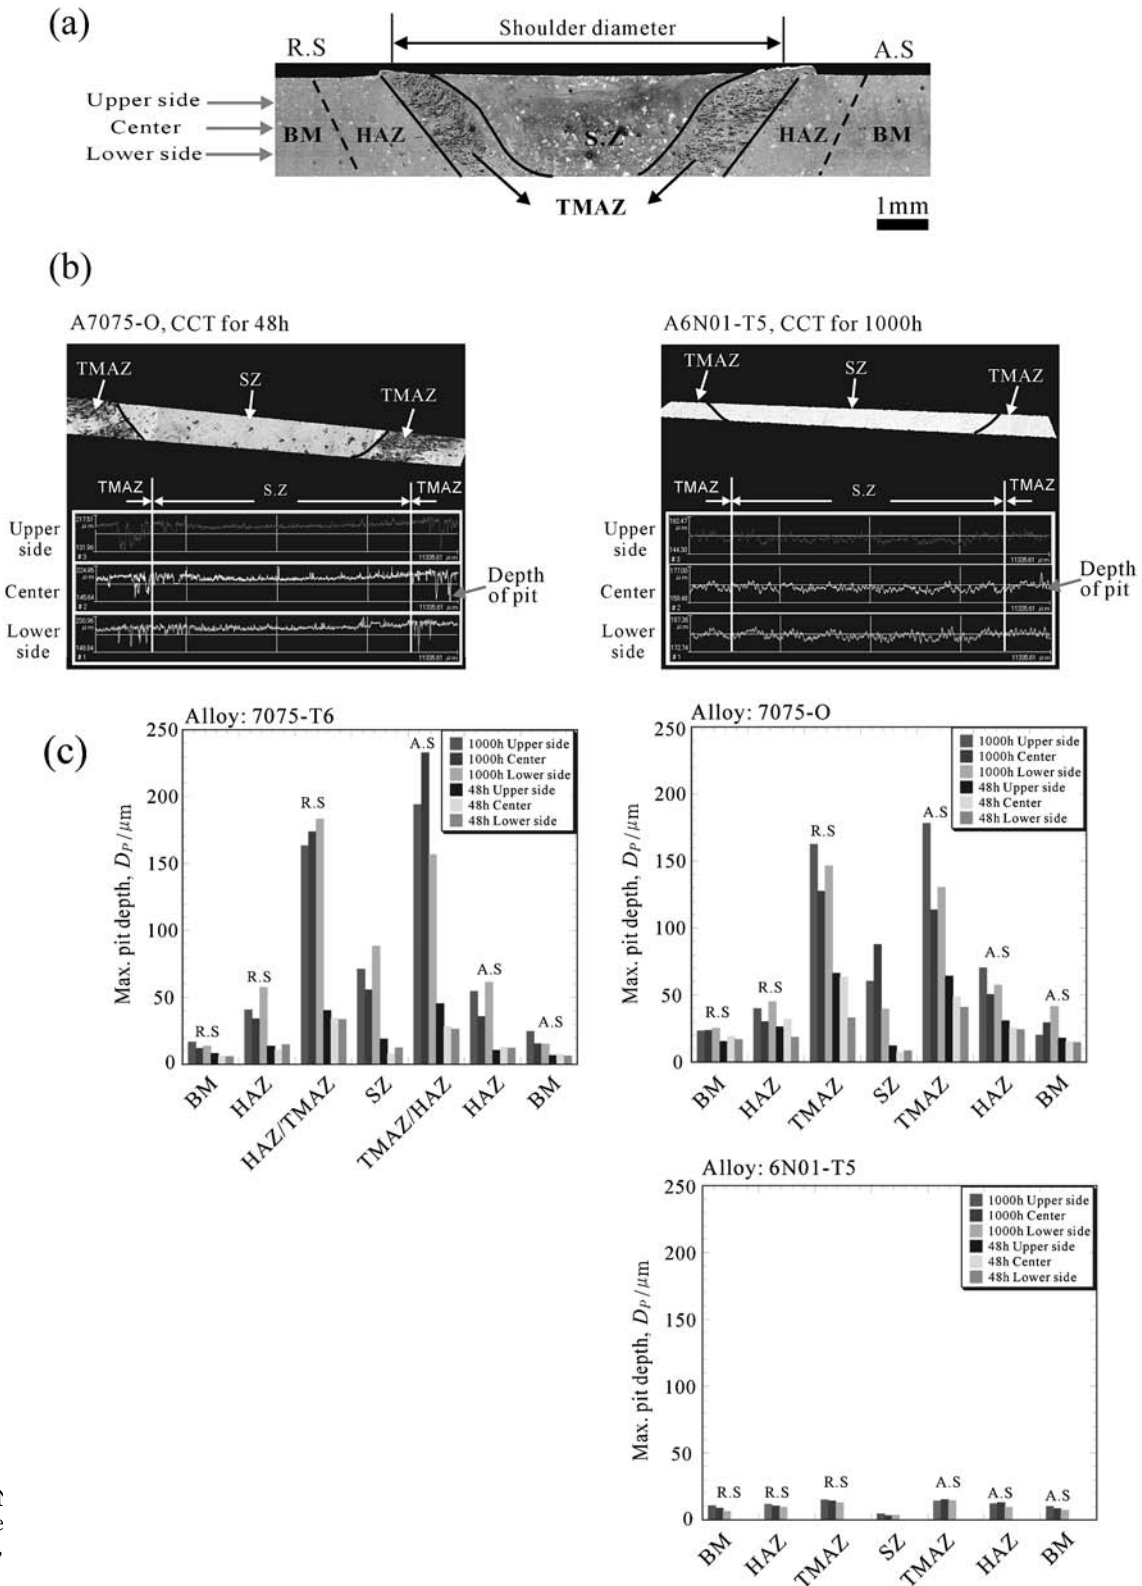 (a)
Shoulder diameter
R.S
A.S
Upper side
Center
Lower side
BM
HAZ
S.Z
HAZ
BM
TMAZ
1mm
(b)
A7075-O, CCT for 48h
TMAZ
SZ
TMAZ
TMAZ
S.Z
TMAZ
Upper side
Center
Lower side
Depth of pit
A6N01-T5, CCT for 1000h
TMAZ
SZ
TMAZ
TMAZ
S.Z
TMAZ
Upper side
Center
Lower side
Depth of pit
(c)
Alloy: 7075-T6
Max. pit depth, DP/μm
250
200
150
100
50
0
1000h Upper side
1000h Center
1000h Lower side
48h Upper side
48h Center
48h Lower side
R.S
R.S
R.S
A.S
A.S
A.S
BM
HAZ
HAZ/TMAZ
SZ
TMAZ/HAZ
HAZ
BM
Alloy: 7075-O
Max. pit depth, DP/μm
250
200
150
100
50
0
1000h Upper side
1000h Center
1000h Lower side
48h Upper side
48h Center
48h Lower side
R.S
R.S
R.S
A.S
A.S
A.S
BM
HAZ
TMAZ
SZ
TMAZ
HAZ
BM
Alloy: 6N01-T5
Max. pit depth, DP/μm
250
200
150
100
50
0
1000h Upper side
1000h Center
1000h Lower side
48h Upper side
48h Center
48h Lower side
R.S
R.S
R.S
A.S
A.S
A.S
BM
HAZ
TMAZ
SZ
TMAZ
HAZ
BM